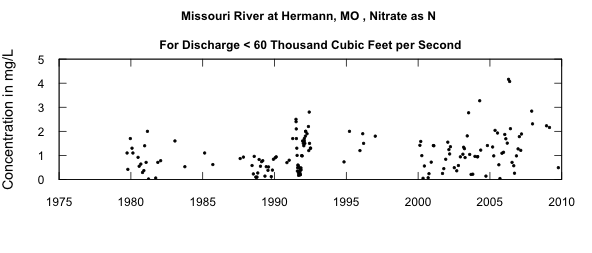 Missouri River at Hermann, MO , Nitrate as N
For Discharge < 60 Thousand Cubic Feet per Second
Concentration in mg/L
5
4
3
2
1
0
1975 1980 1985 1990 1995 2000 2005 2010